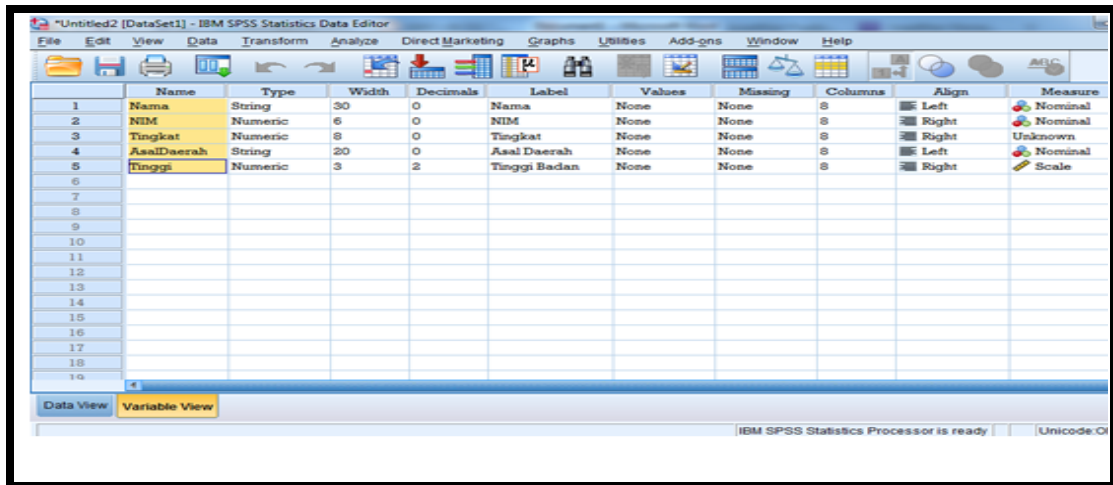 *Untitled2 [DataSet1] - IBM SPSS Statistics Data Editor
File Edit View Data Transform Analyze Direct Marketing Graphs Utilities Add-ons Window Help
Name Type Width Decimals Label Values Missing Columns Align Measure
1 Nama String 30 0 Nama None None 8 Left Nominal
2 NIM Numeric 6 0 NIM None None 8 Right Nominal
3 Tingkat Numeric 8 0 Tingkat None None 8 Right Unknown
4 AsalDaerah String 20 0 Asal Daerah None None 8 Left Nominal
5 Tinggi Numeric 3 2 Tinggi Badan None None 8 Right Scale
6
7
8
9
10
11
12
13
14
15
16
17
18
19
Data View Variable View
IBM SPSS Statistics Processor is ready Unicode:O